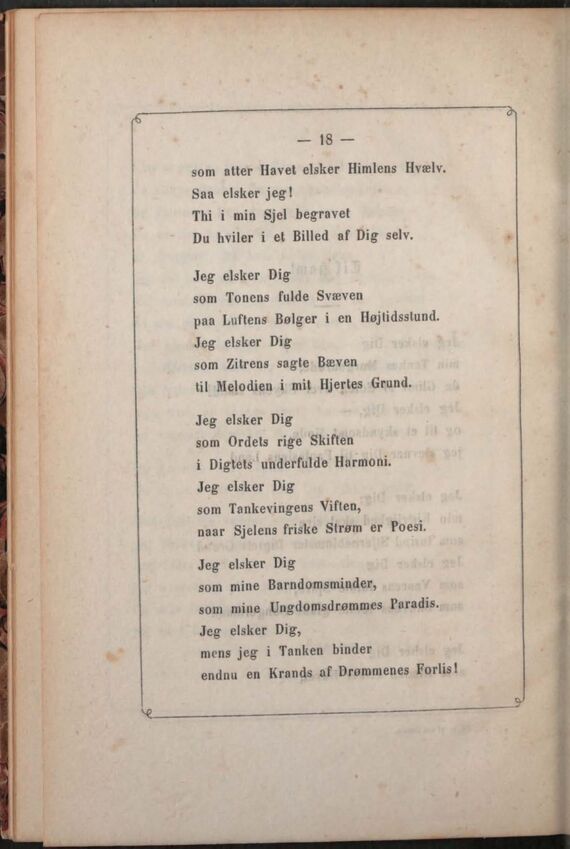 — 18 —
som atter Havet elsker Himlens Hvælv.
Saa elsker jeg!
Thi i min Sjel begravet
Du hviler i et Billed af Dig selv.
Jeg elsker Dig
som Tonens fulde Svæven
paa Luftens Bølger i en Højtidsstund.
Jeg elsker Dig
som Zitrens sagte Bæven
til Melodien i mit Hjertes Grund.
Jeg elsker Dig
som Ordets rige Skiften
i Digtets underfulde Harmoni.
Jeg elsker Dig
som Tankevingens Viften,
naar Sjelens friske Strøm er Poesi.
Jeg elsker Dig
som mine Barndomsminder,
som mine Ungdomsdrømmes Paradis.
Jeg elsker Dig,
mens jeg i Tanken binder
endnu en Krands af Drømmenes Forlis!